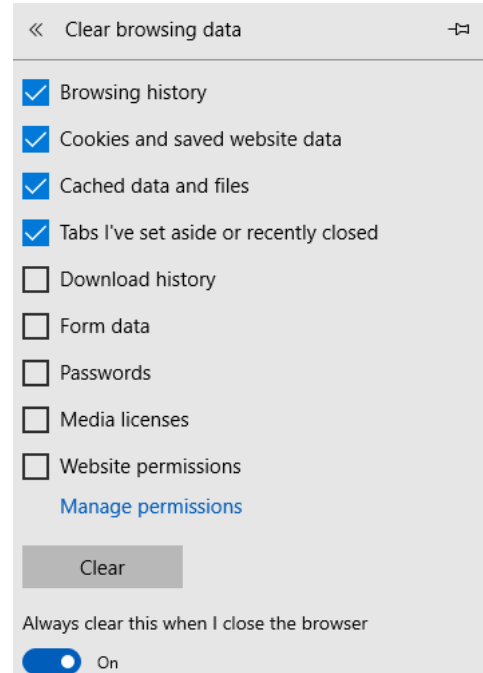 Clear browsing data
Browsing history
Cookies and saved website data
Cached data and files
Tabs I've set aside or recently closed
Download history
Form data
Passwords
Media licenses
Website permissions
Manage permissions
Clear
Always clear this when I close the browser
On